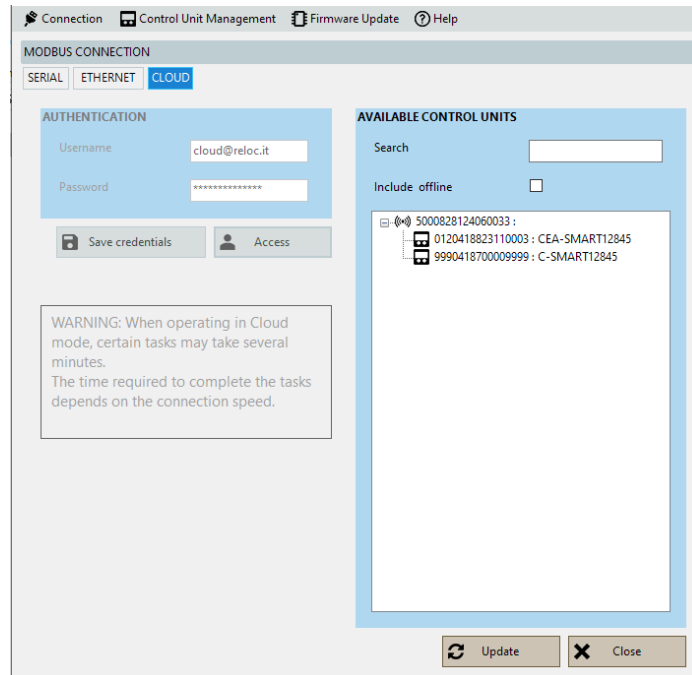 Connection Control Unit Management Firmware Update Help
MODBUS CONNECTION
SERIAL ETHERNET CLOUD
AUTHENTICATION
Username cloud@reloc.it
Password **************
Save credentials Access
WARNING: When operating in Cloud
mode, certain tasks may take several
minutes.
The time required to complete the tasks
depends on the connection speed.
AVAILABLE CONTROL UNITS
Search
Include offline
5000828124060033 :
0120418823110003 : CEA-SMART12845
9990418700009999 : C-SMART12845
Update Close